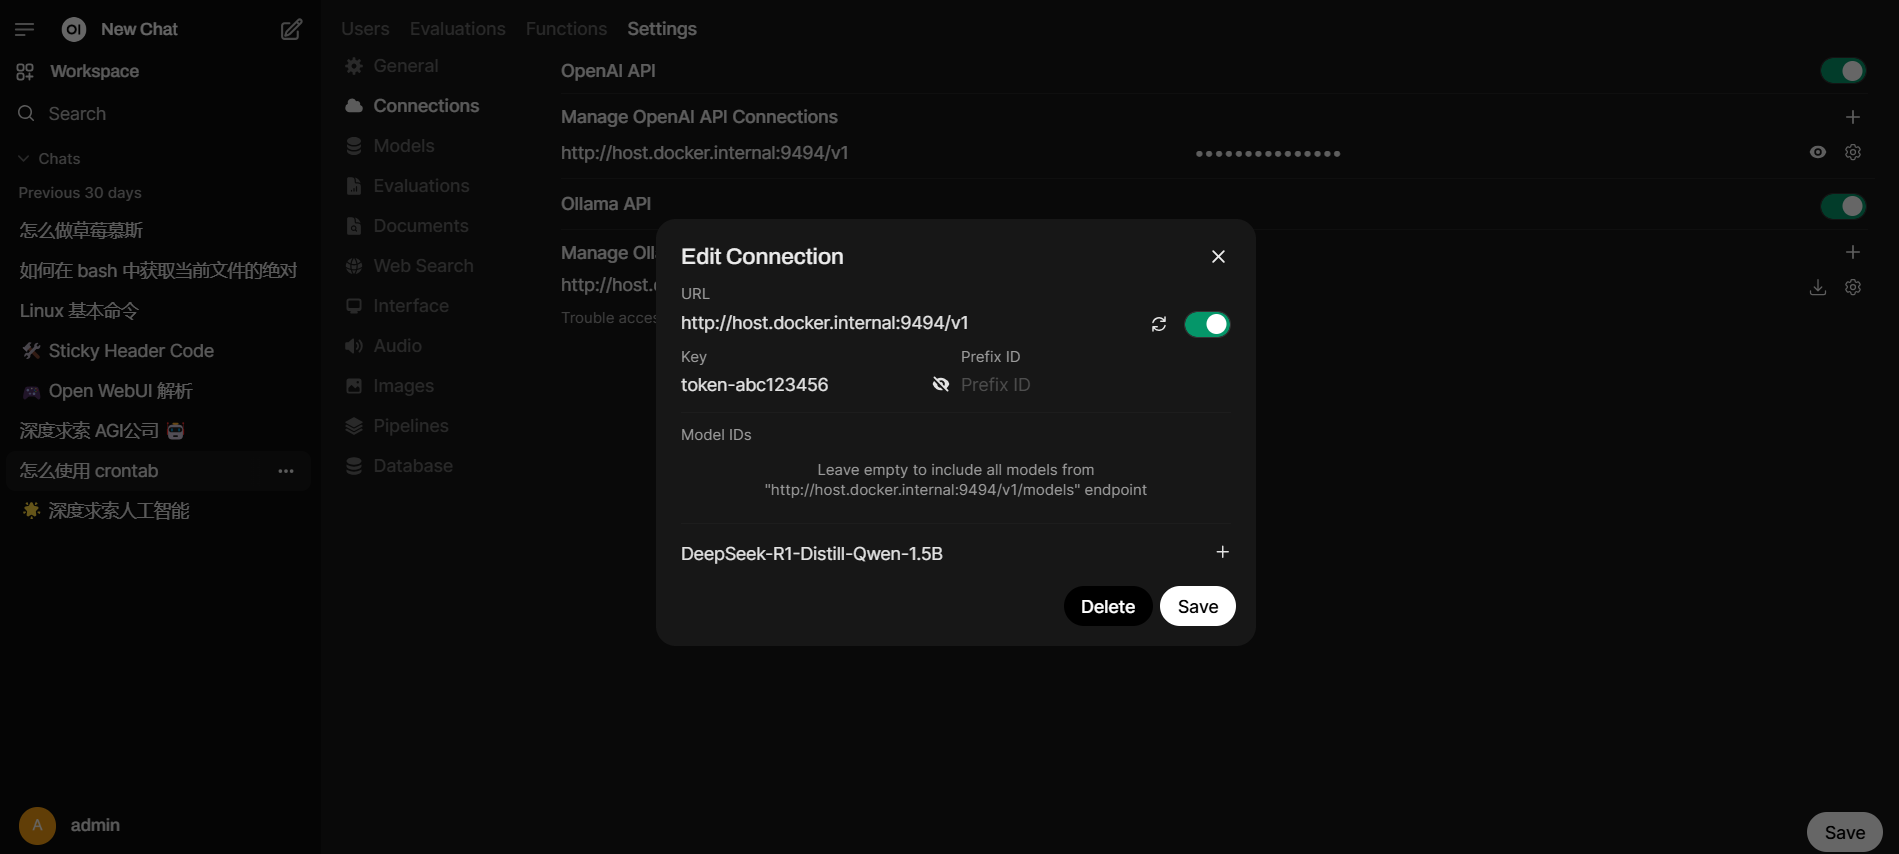 OI New Chat
Workspace
Search
Chats
Previous 30 days
怎么做草莓慕斯
如何在 bash 中获取当前文件的绝对
Linux 基本命令
🛠️ Sticky Header Code
🎮 Open WebUI 解析
深度求索 AGI公司 🤖
怎么使用 crontab
🌟 深度求索人工智能
A admin
Users Evaluations Functions Settings
General
Connections
Models
Evaluations
Documents
Web Search
Interface
Audio
Images
Pipelines
Database
OpenAI API
Manage OpenAI API Connections
http://host.docker.internal:9494/v1 •••••••••••••••
Ollama API
Manage Oll
http://host.
Trouble acces
Edit Connection
URL
http://host.docker.internal:9494/v1
Key Prefix ID
token-abc123456 Prefix ID
Model IDs
Leave empty to include all models from
"http://host.docker.internal:9494/v1/models" endpoint
DeepSeek-R1-Distill-Qwen-1.5B
Delete Save
Save